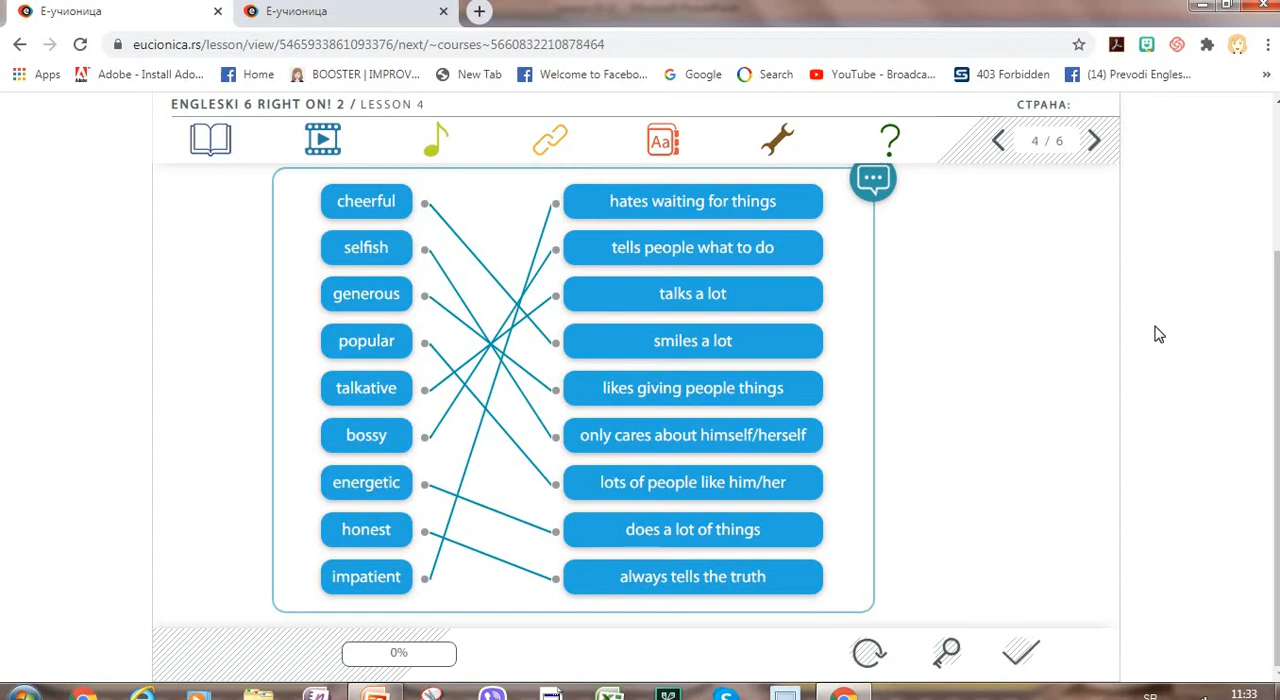 Е-учионица
Е-учионица
eucionica.rs/lesson/view/5465933861093376/next/~courses~5660832210878464
Apps Adobe - Install Ado... Home BOOSTER | IMPROV... New Tab Welcome to Facebo... Google Search YouTube - Broadca... 403 Forbidden (14) Prevodi Engles... »
ENGLESKI 6 RIGHT ON! 2 / LESSON 4
СТРАНА:
Aa
?
4 / 6
cheerful hates waiting for things
selfish tells people what to do
generous talks a lot
popular smiles a lot
talkative likes giving people things
bossy only cares about himself/herself
energetic lots of people like him/her
honest does a lot of things
impatient always tells the truth
0%
SR
11:33